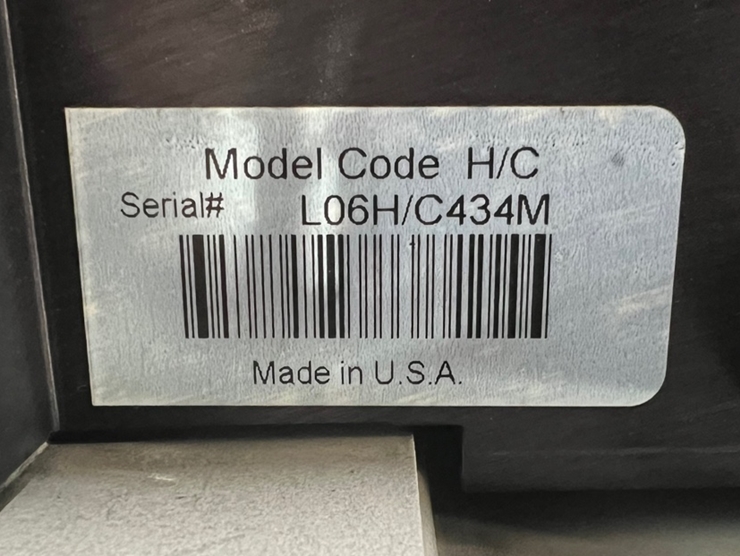 Model Code H/C
Serial# L06H/C434M
Made in U.S.A.